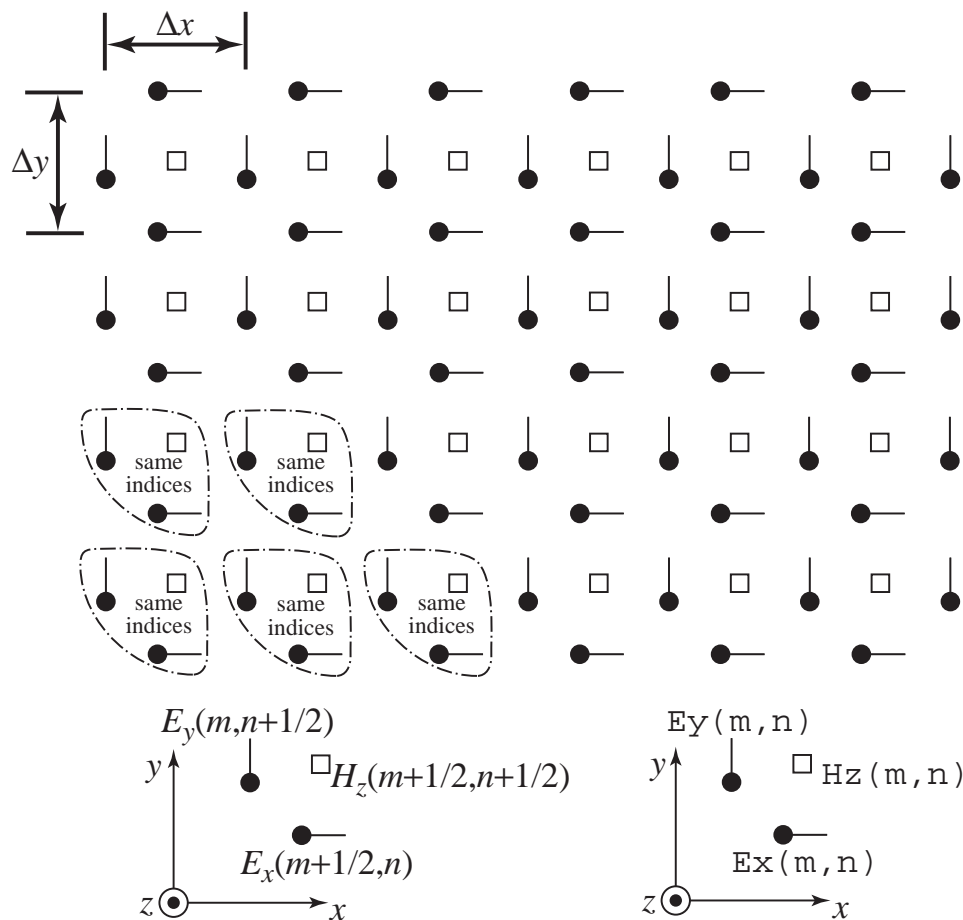 Δx
Δy
same indices
same indices
same indices
same indices
same indices
E_y(m,n+1/2)
H_z(m+1/2,n+1/2)
E_x(m+1/2,n)
y
z
x
Ey(m,n)
Hz(m,n)
Ex(m,n)
y
z
x